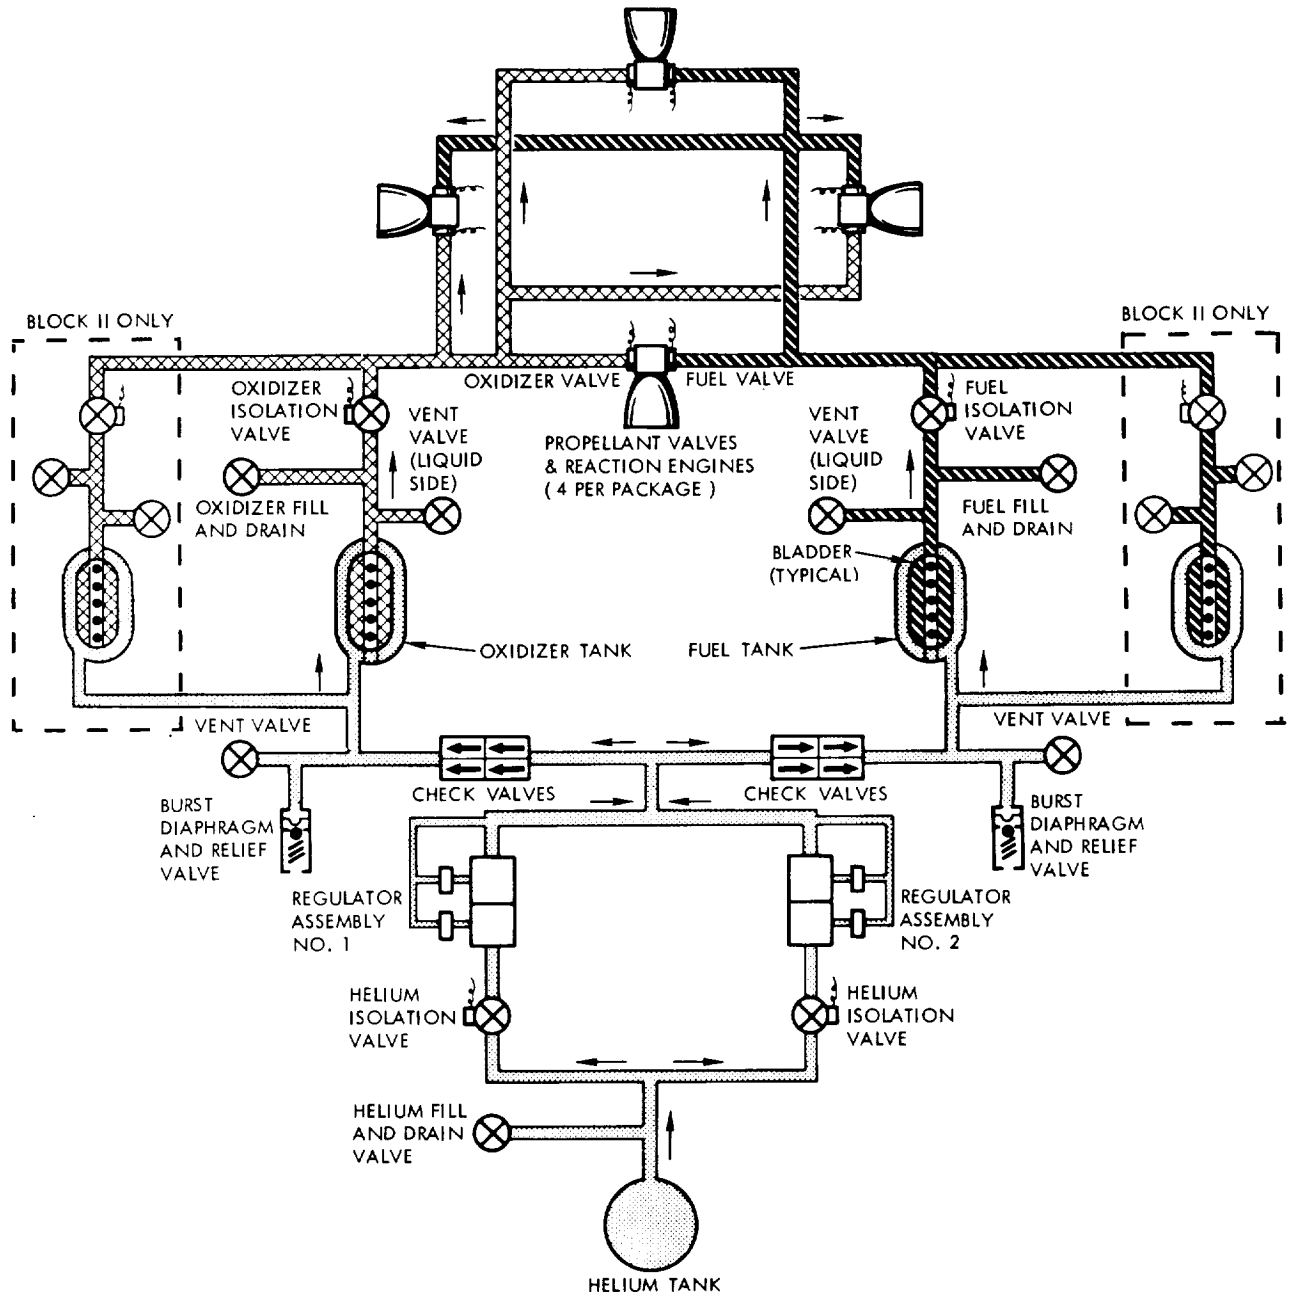 BLOCK II ONLY
BLOCK II ONLY
OXIDIZER
ISOLATION
VALVE
OXIDIZER VALVE
FUEL VALVE
FUEL
ISOLATION
VALVE
VENT
VALVE
(LIQUID
SIDE)
PROPELLANT VALVES
& REACTION ENGINES
( 4 PER PACKAGE )
VENT
VALVE
(LIQUID
SIDE)
OXIDIZER FILL
AND DRAIN
FUEL FILL
AND DRAIN
BLADDER
(TYPICAL)
OXIDIZER TANK
FUEL TANK
VENT VALVE
VENT VALVE
CHECK VALVES
CHECK VALVES
BURST
DIAPHRAGM
AND RELIEF
VALVE
BURST
DIAPHRAGM
AND RELIEF
VALVE
REGULATOR
ASSEMBLY
NO. 1
REGULATOR
ASSEMBLY
NO. 2
HELIUM
ISOLATION
VALVE
HELIUM
ISOLATION
VALVE
HELIUM FILL
AND DRAIN
VALVE
HELIUM TANK